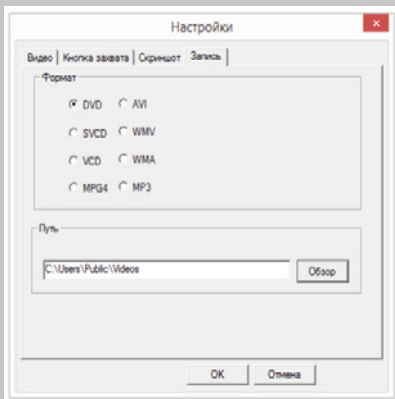 Настройки
Видео Кнопка захвата Скриншот Запись
Формат
DVD AVI
SVCD WMV
VCD WMA
MPG4 MP3
Путь
C:\Users\Public\Videos Обзор
OK Отмена